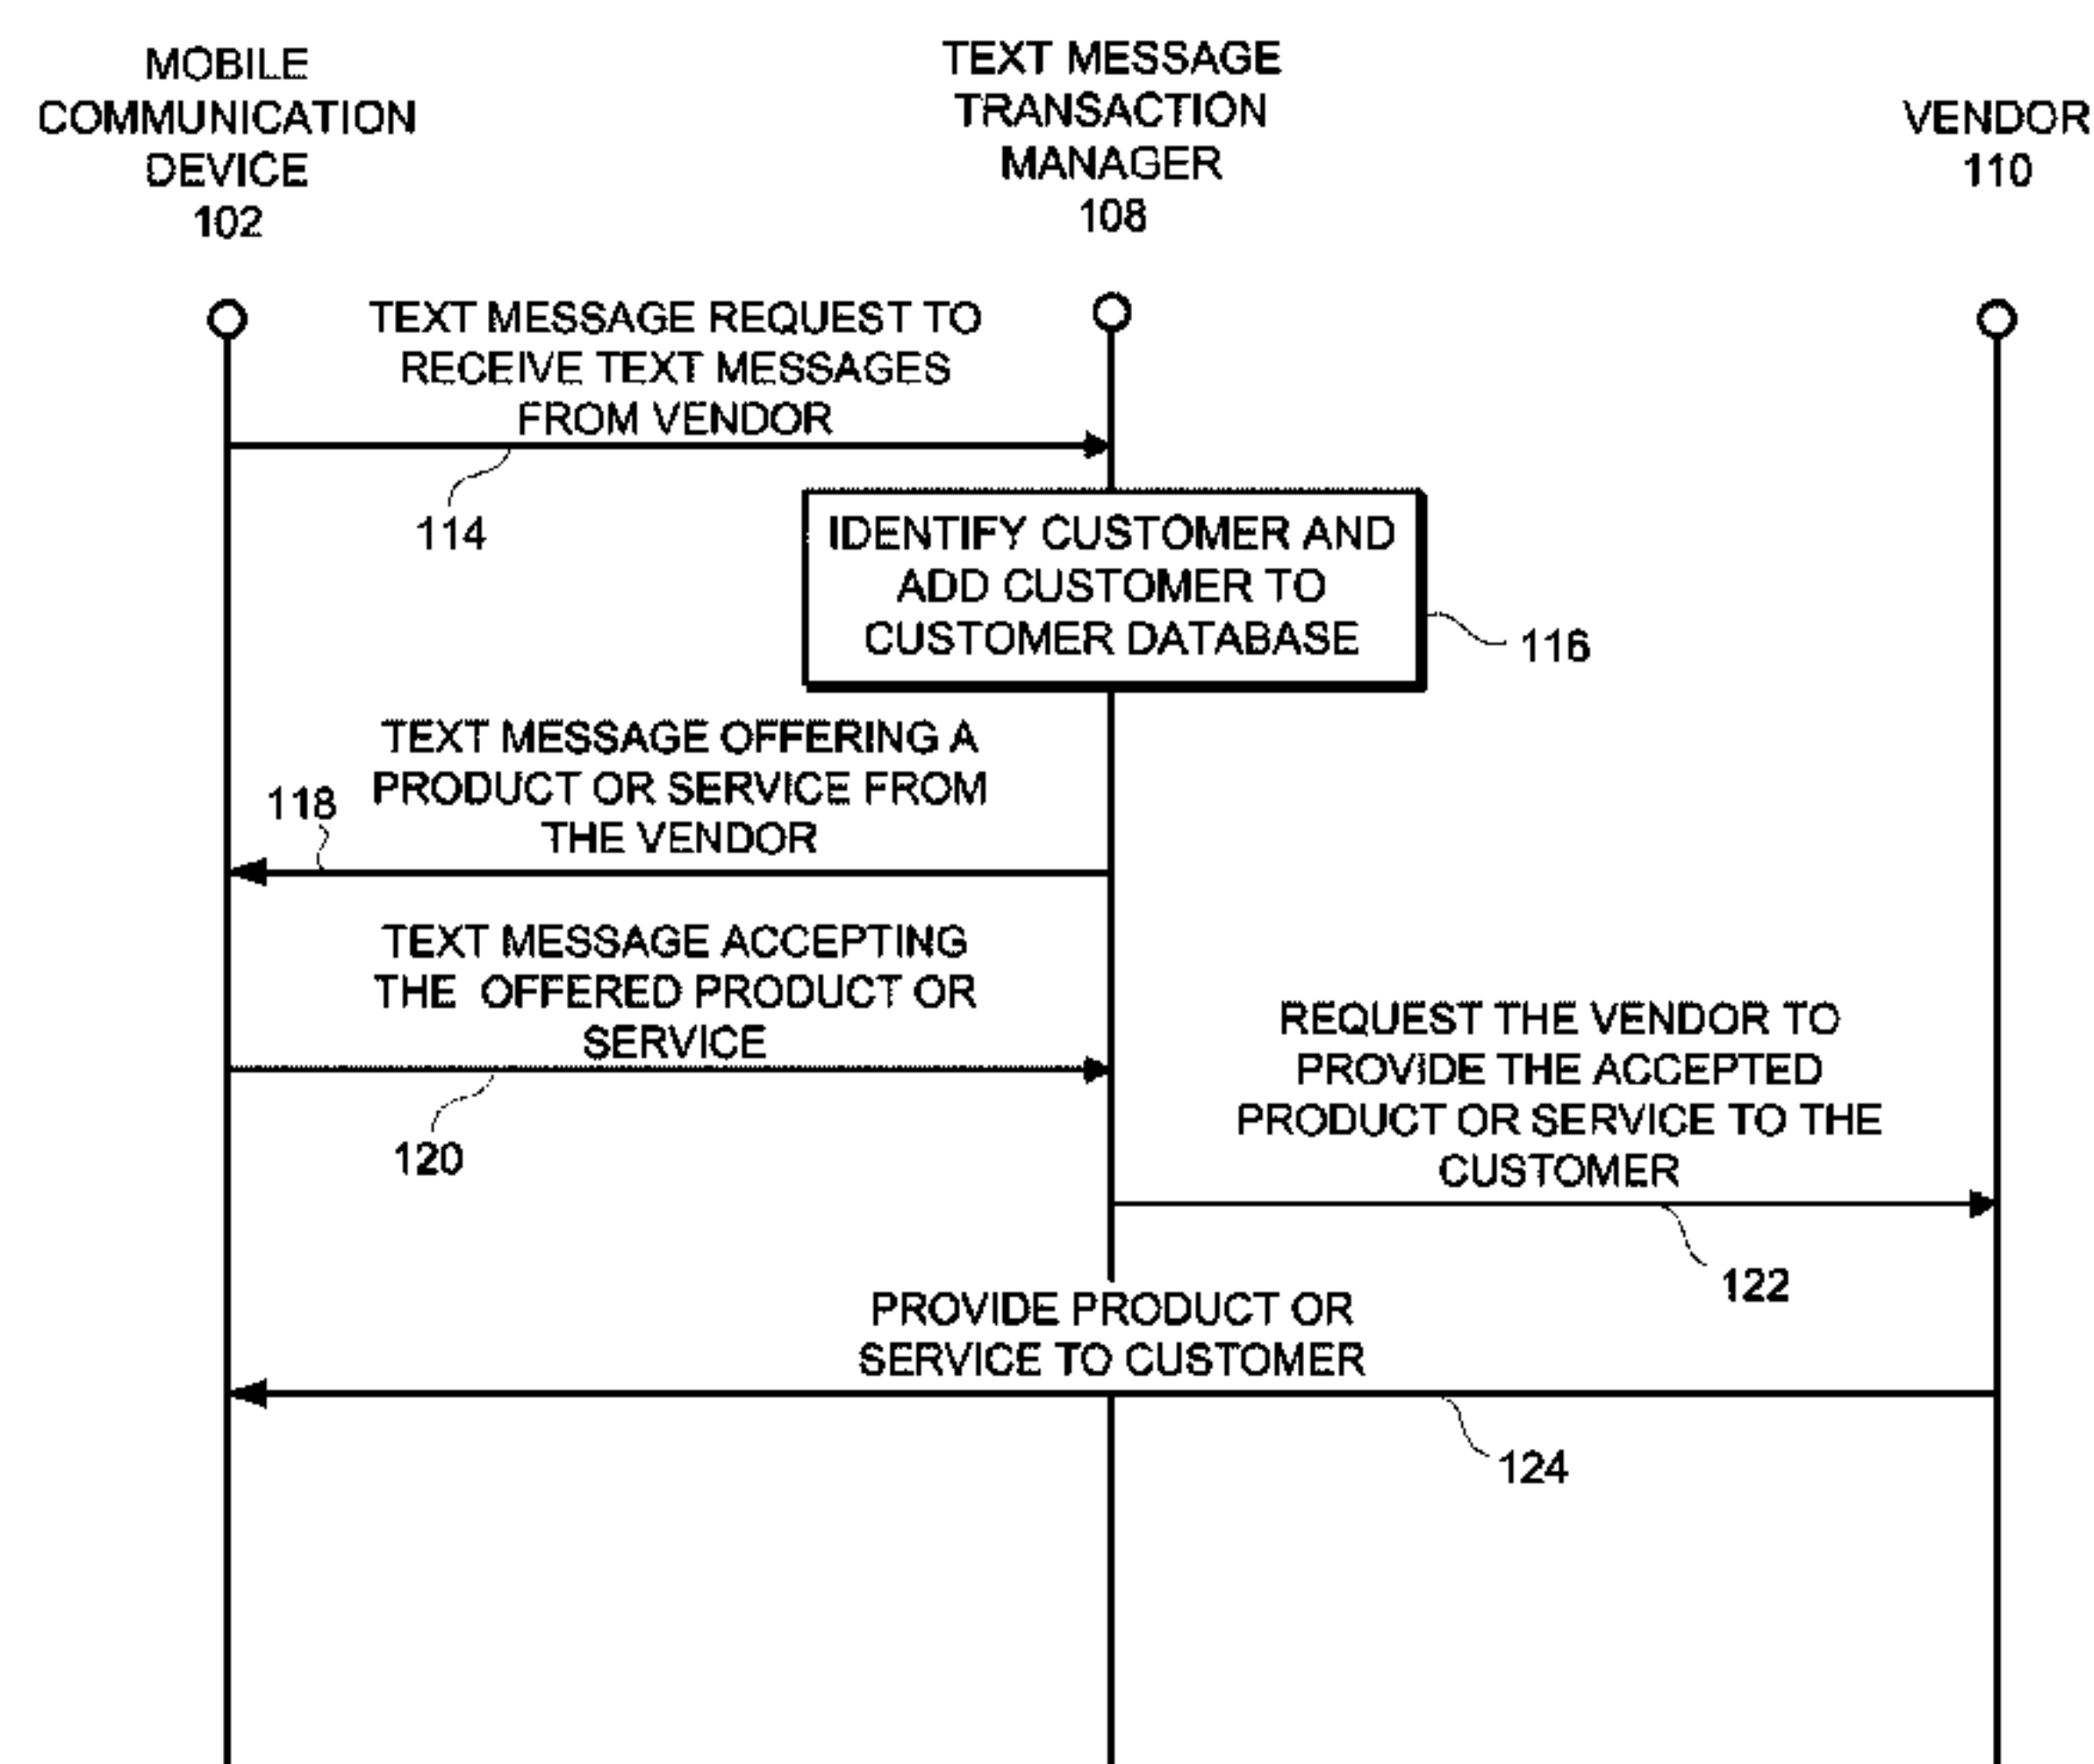 MOBILE
COMMUNICATION
DEVICE
102
TEXT MESSAGE
TRANSACTION
MANAGER
108
VENDOR
110
TEXT MESSAGE REQUEST TO
RECEIVE TEXT MESSAGES
FROM VENDOR
114
IDENTIFY CUSTOMER AND
ADD CUSTOMER TO
CUSTOMER DATABASE
116
TEXT MESSAGE OFFERING A
PRODUCT OR SERVICE FROM
THE VENDOR
118
TEXT MESSAGE ACCEPTING
THE OFFERED PRODUCT OR
SERVICE
120
REQUEST THE VENDOR TO
PROVIDE THE ACCEPTED
PRODUCT OR SERVICE TO THE
CUSTOMER
122
PROVIDE PRODUCT OR
SERVICE TO CUSTOMER
124